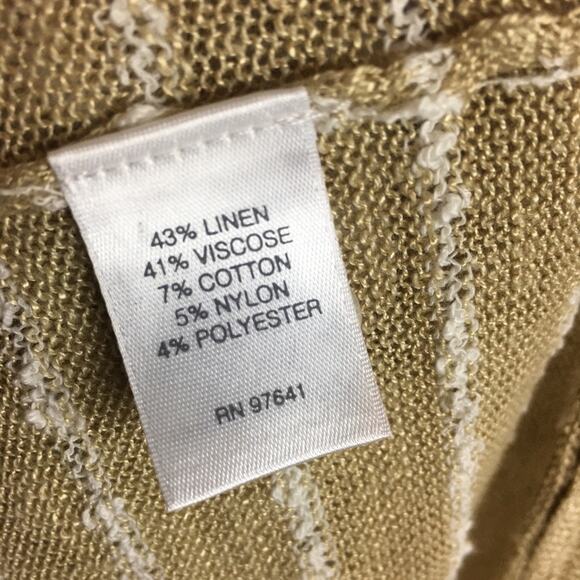 43% LINEN
41% VISCOSE
7% COTTON
5% NYLON
4% POLYESTER
RN 97641